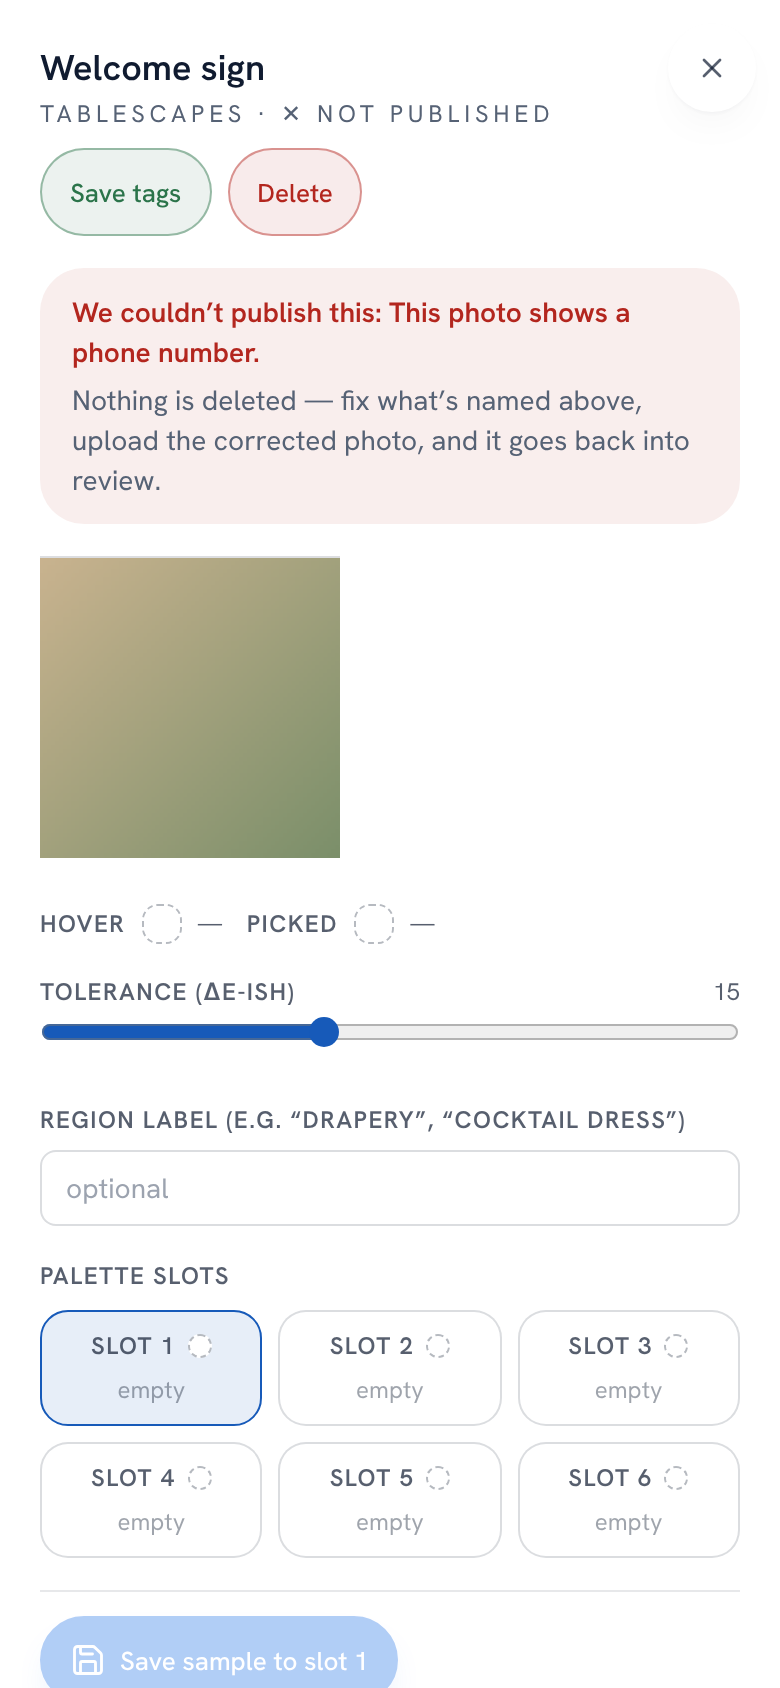 Welcome sign
TABLESCAPES · ✕ NOT PUBLISHED
Save tags
Delete
We couldn’t publish this: This photo shows a
phone number.
Nothing is deleted — fix what’s named above,
upload the corrected photo, and it goes back into
review.
HOVER — PICKED —
TOLERANCE (ΔE-ISH) 15
REGION LABEL (E.G. “DRAPERY”, “COCKTAIL DRESS”)
optional
PALETTE SLOTS
SLOT 1
empty
SLOT 2
empty
SLOT 3
empty
SLOT 4
empty
SLOT 5
empty
SLOT 6
empty
Save sample to slot 1